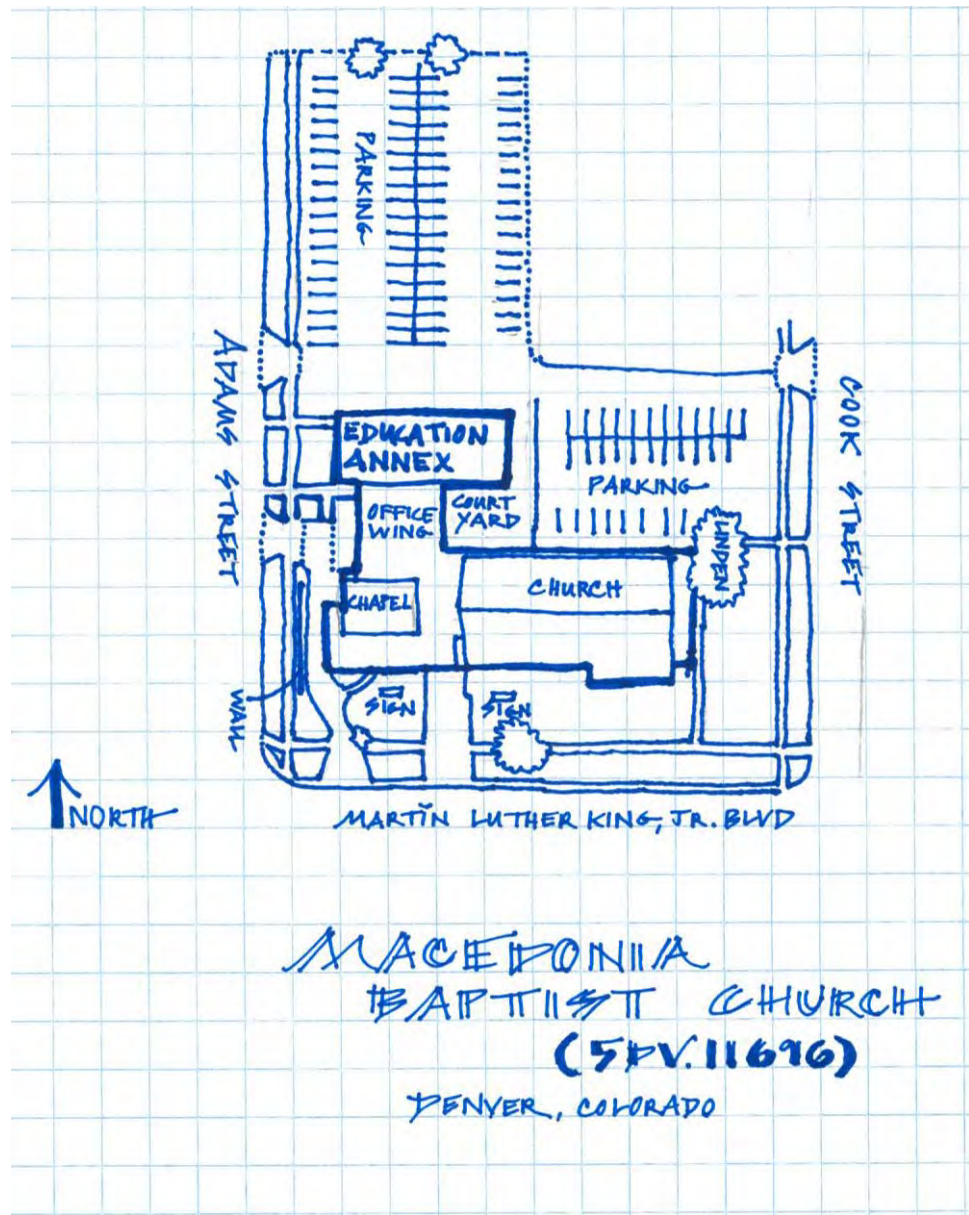 PARKING
ADAMS STREET
COOK STREET
EDUCATION
ANNEX
PARKING
OFFICE
WING
COURT
YARD
LINDEN
CHURCH
CHAPEL
WALL
SIGN
SIGN
NORTH
MARTIN LUTHER KING, JR. BLVD
MACEDONIA
BAPTIST CHURCH
(5DV.11696)
DENVER, COLORADO